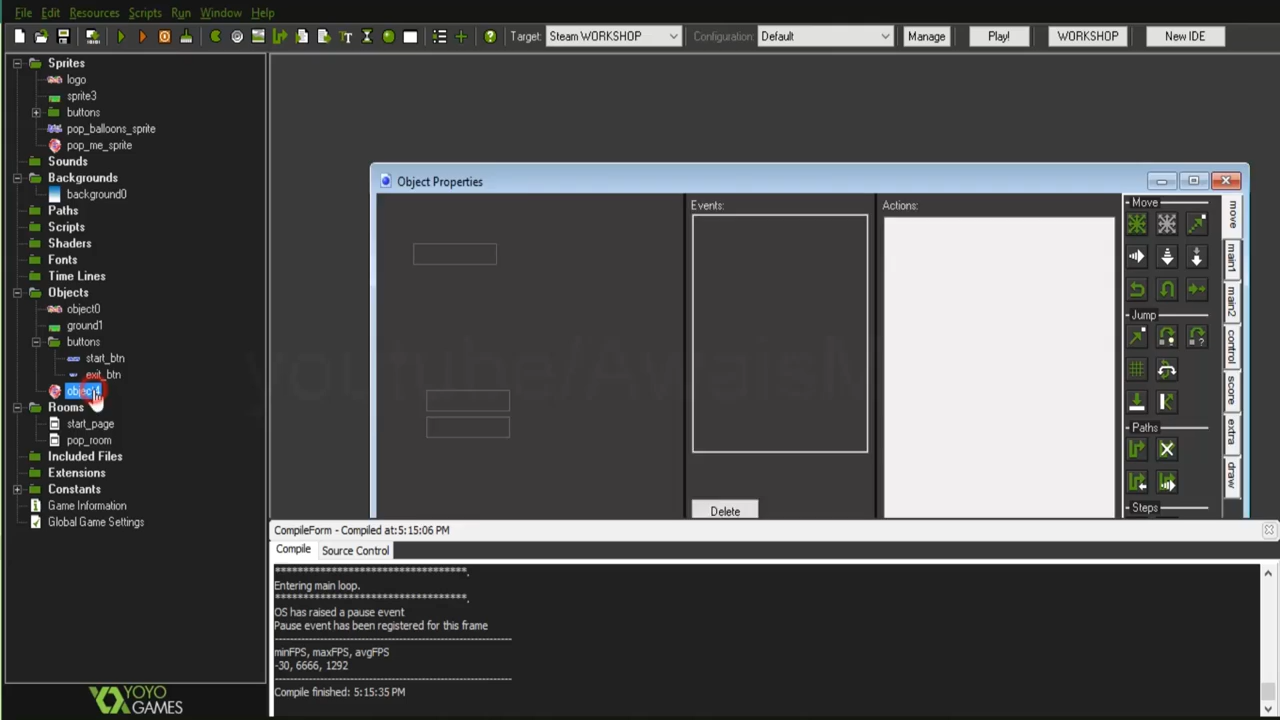 File Edit Resources Scripts Run Window Help
Target: Steam WORKSHOP Configuration: Default Manage Play! WORKSHOP New IDE
Sprites
logo
sprite3
buttons
pop_balloons_sprite
pop_me_sprite
Sounds
Backgrounds
background0
Paths
Scripts
Shaders
Fonts
Time Lines
Objects
object0
ground1
buttons
start_btn
exit_btn
Rooms
start_page
pop_room
Included Files
Extensions
Constants
Game Information
Global Game Settings
YOYO
GAMES
Object Properties
Events:
Delete
Actions:
Move
Jump
Paths
Steps
move
main1
main2
control
score
extra
draw
CompileForm - Compiled at:5:15:06 PM
Compile Source Control
**********************************.
Entering main loop.
**********************************.
OS has raised a pause event
Pause event has been registered for this frame
---------------------------------------------------------------
minFPS, maxFPS, avgFPS
-30, 6666, 1292
---------------------------------------------------------------
Compile finished: 5:15:35 PM